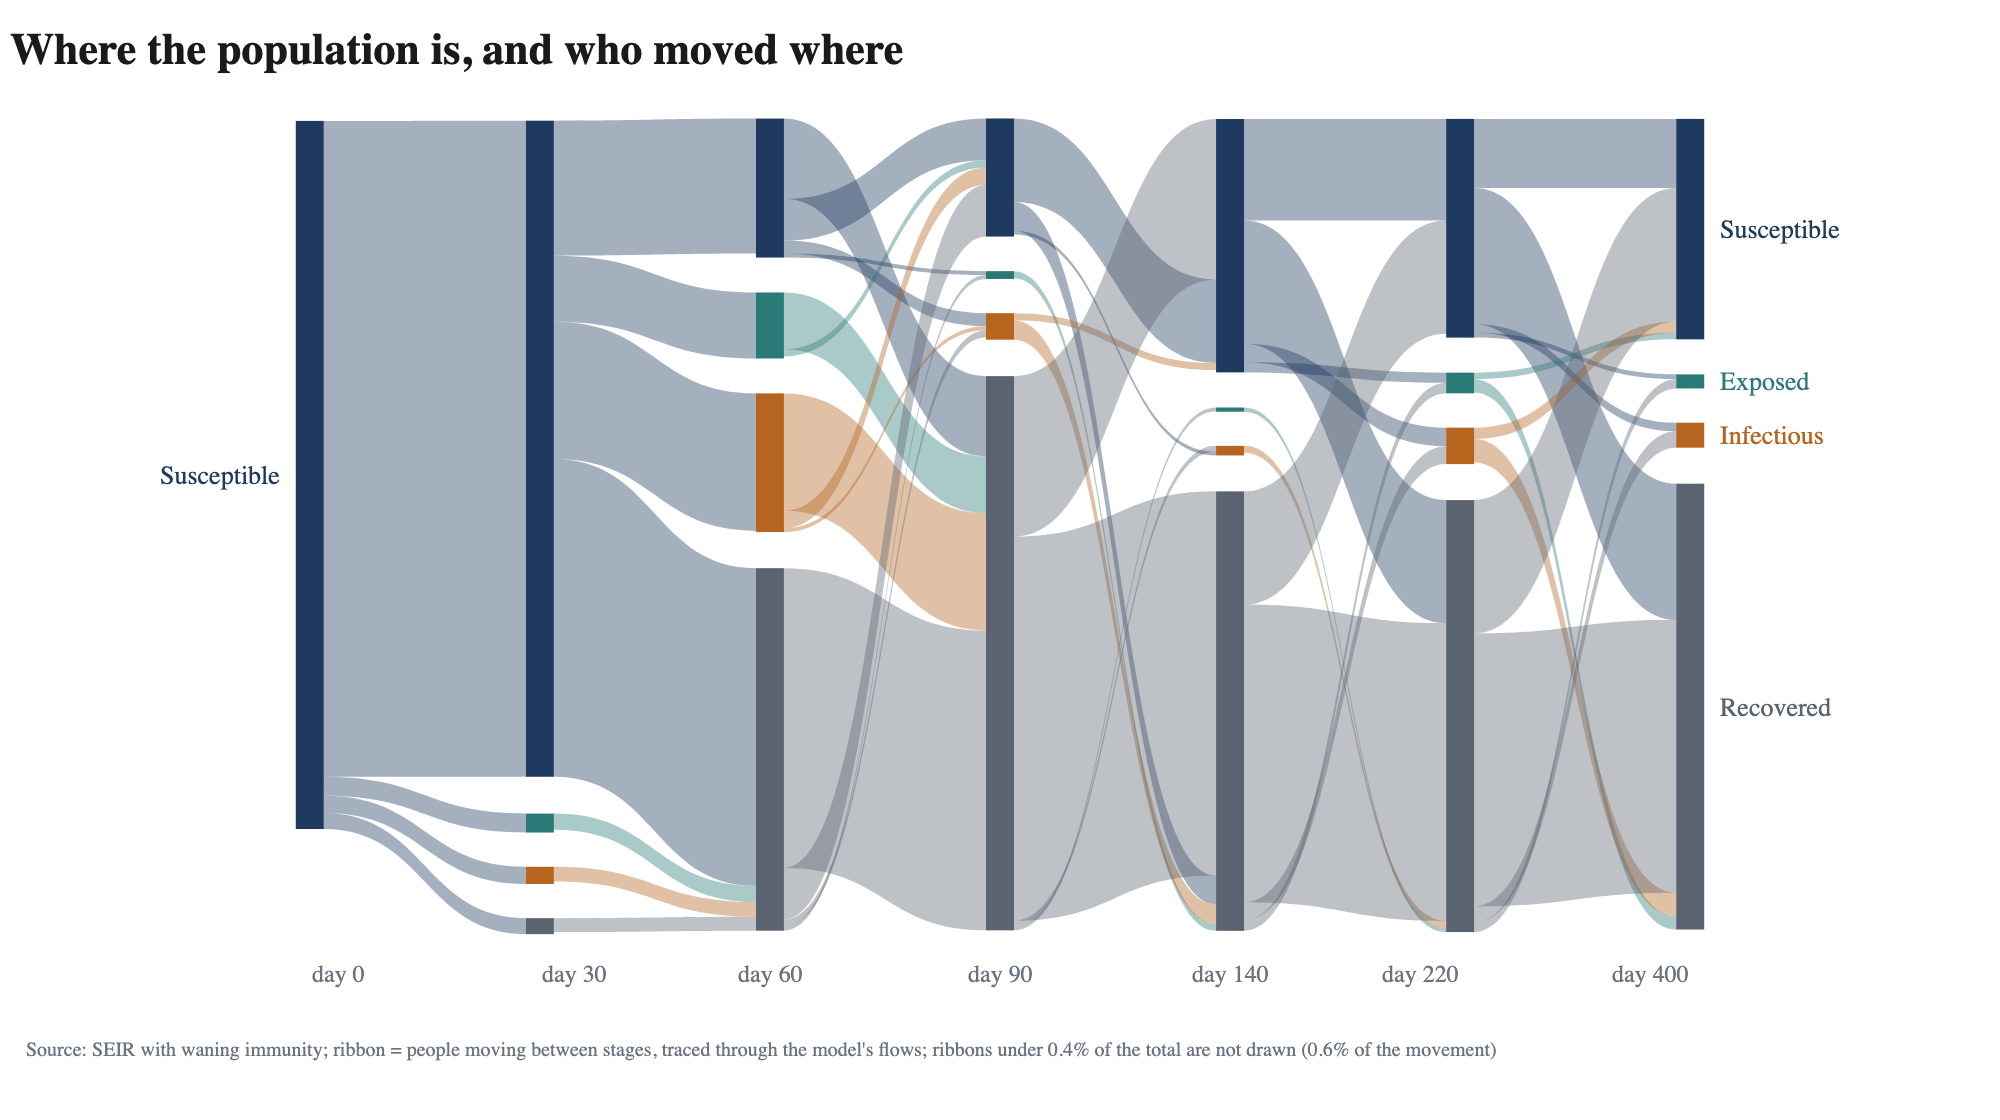 Where the population is, and who moved where
Susceptible
Susceptible
Exposed
Infectious
Recovered
day 0
day 30
day 60
day 90
day 140
day 220
day 400
Source: SEIR with waning immunity; ribbon = people moving between stages, traced through the model's flows; ribbons under 0.4% of the total are not drawn (0.6% of the movement)